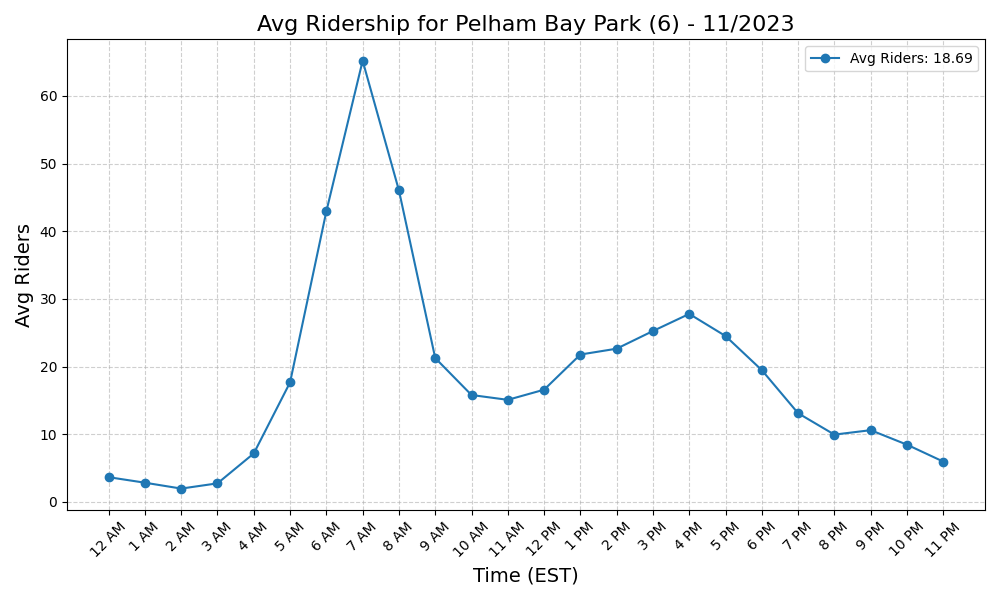 Avg Ridership for Pelham Bay Park (6) - 11/2023
Avg Riders: 18.69
Avg Riders
60
50
40
30
20
10
0
12 AM
1 AM
2 AM
3 AM
4 AM
5 AM
6 AM
7 AM
8 AM
9 AM
10 AM
11 AM
12 PM
1 PM
2 PM
3 PM
4 PM
5 PM
6 PM
7 PM
8 PM
9 PM
10 PM
11 PM
Time (EST)